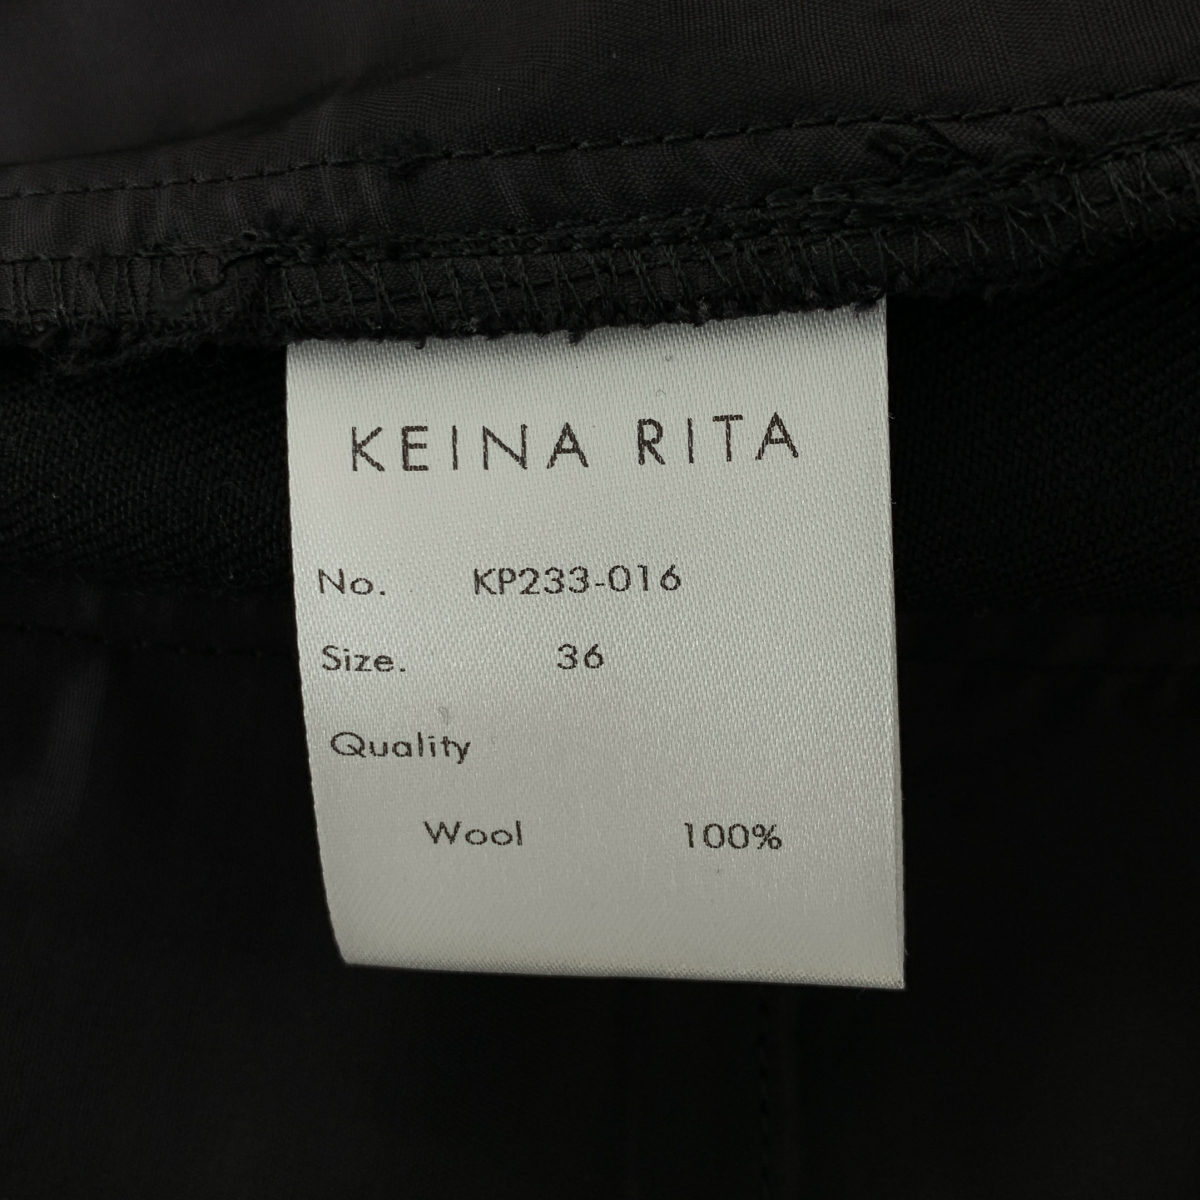 KEINA RITA
No. KP233-016
Size. 36
Quality
Wool 100%